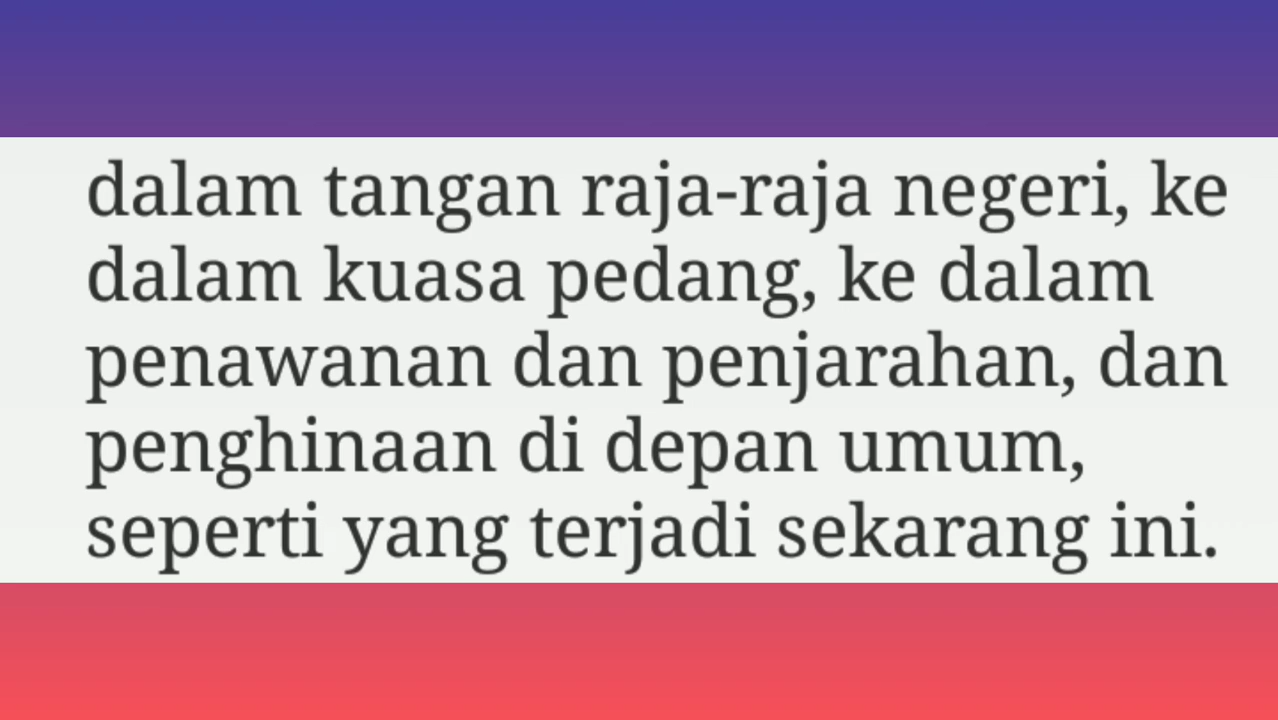 dalam tangan raja-raja negeri, ke
dalam kuasa pedang, ke dalam
penawanan dan penjarahan, dan
penghinaan di depan umum,
seperti yang terjadi sekarang ini.